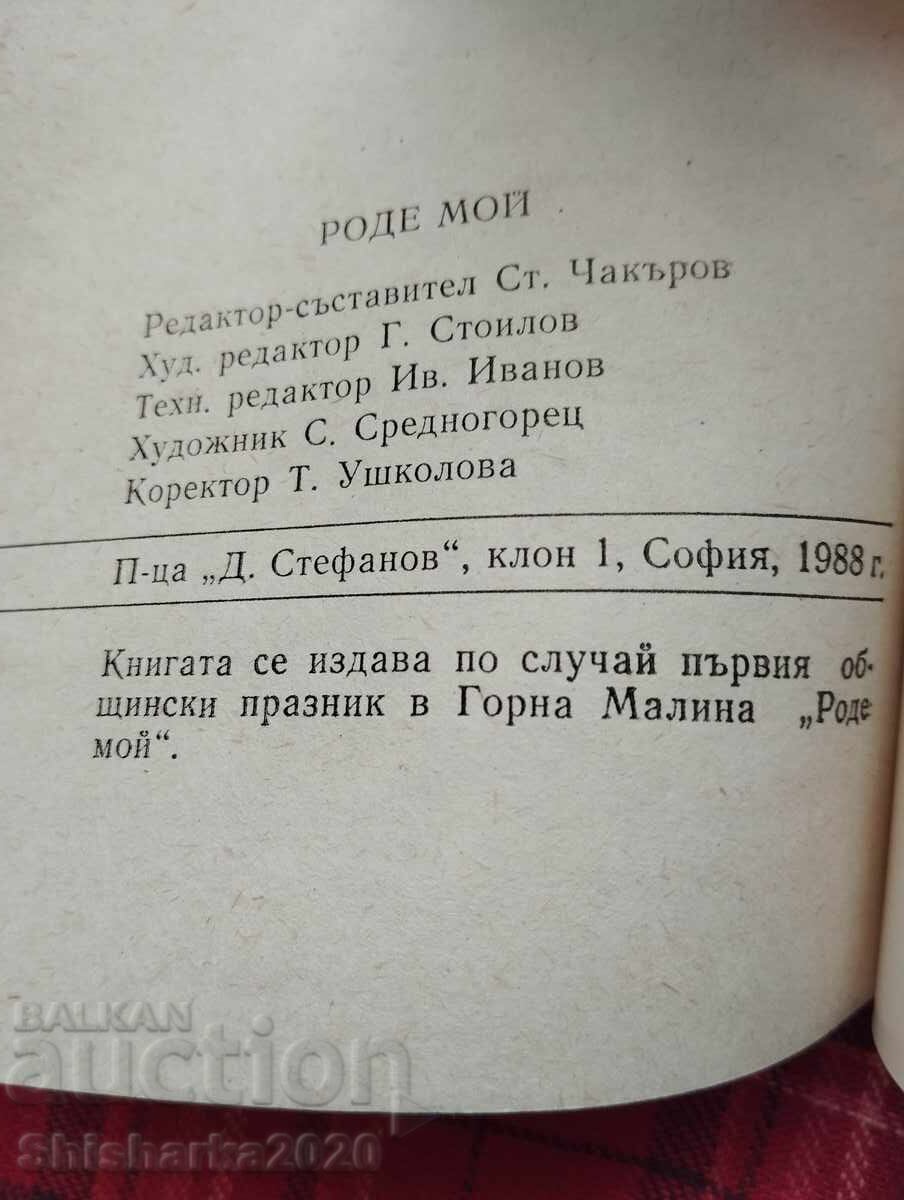 РОДЕ МОЙ
Редактор-съставител Ст. Чакъров
Худ. редактор Г. Стоилов
Техн. редактор Ив. Иванов
Художник С. Средногорец
Коректор Т. Ушколова
П-ца „Д. Стефанов“, клон 1, София, 1988 г.
Книгата се издава по случай първия об-
щински празник в Горна Малина „Роде
мой“.
BALKAN
auction
Shisharka2020